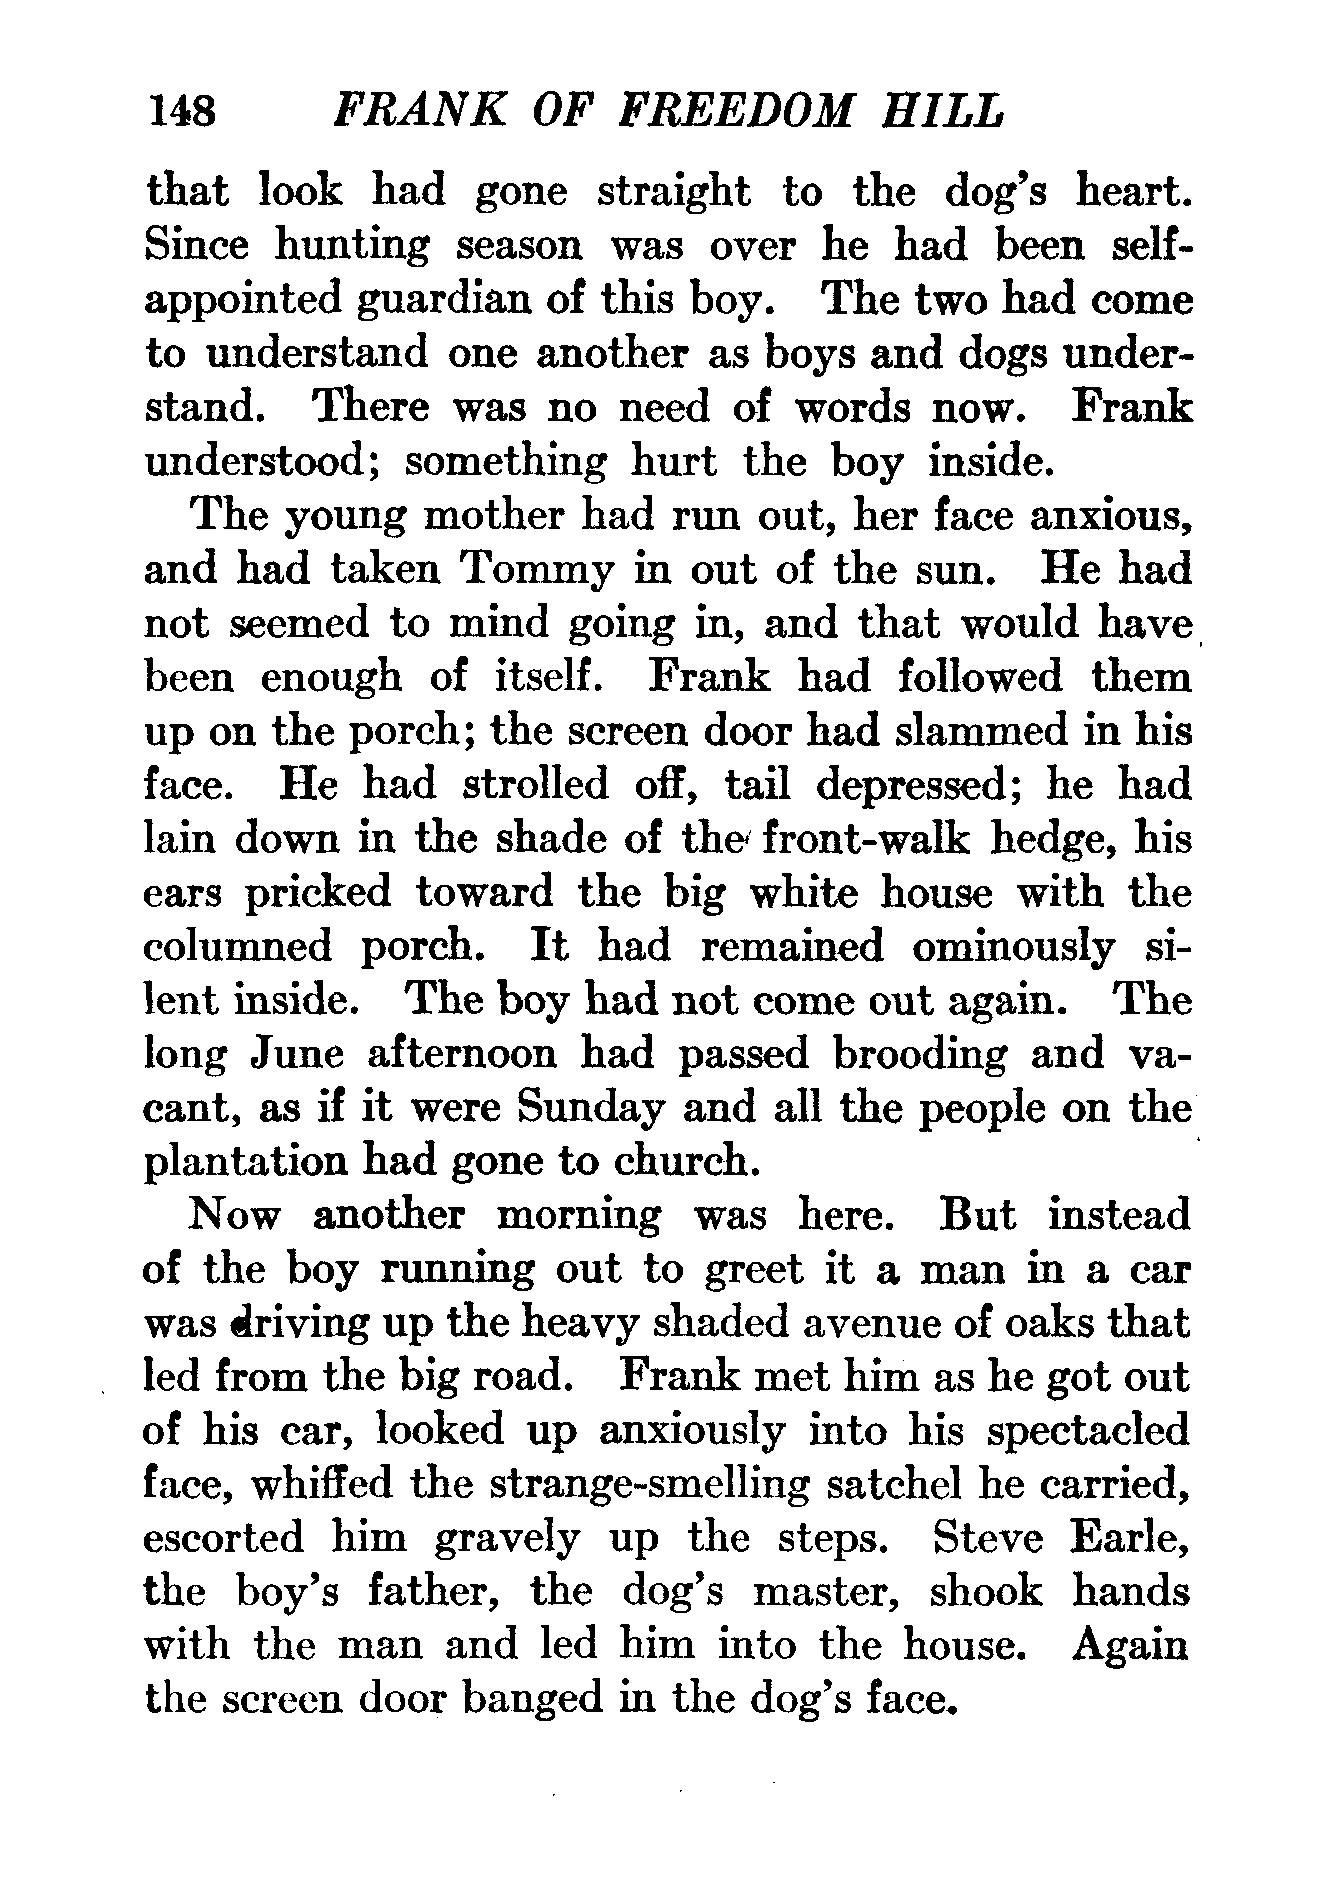 148 FRANK OF FREEDOM HILL
that look had gone straight to the dog's heart.
Since hunting season was over he had been self-
appointed guardian of this boy. The two had come
to understand one another as boys and dogs under-
stand. There was no need of words now. Frank
understood; something hurt the boy inside.
The young mother had run out, her face anxious,
and had taken Tommy in out of the sun. He had
not seemed to mind going in, and that would have
been enough of itself. Frank had followed them
up on the porch; the screen door had slammed in his
face. He had strolled off, tail depressed; he had
lain down in the shade of the front-walk hedge, his
ears pricked toward the big white house with the
columned porch. It had remained ominously si-
lent inside. The boy had not come out again. The
long June afternoon had passed brooding and va-
cant, as if it were Sunday and all the people on the
plantation had gone to church.
Now another morning was here. But instead
of the boy running out to greet it a man in a car
was driving up the heavy shaded avenue of oaks that
led from the big road. Frank met him as he got out
of his car, looked up anxiously into his spectacled
face, whiffed the strange-smelling satchel he carried,
escorted him gravely up the steps. Steve Earle,
the boy's father, the dog's master, shook hands
with the man and led him into the house. Again
the screen door banged in the dog's face.